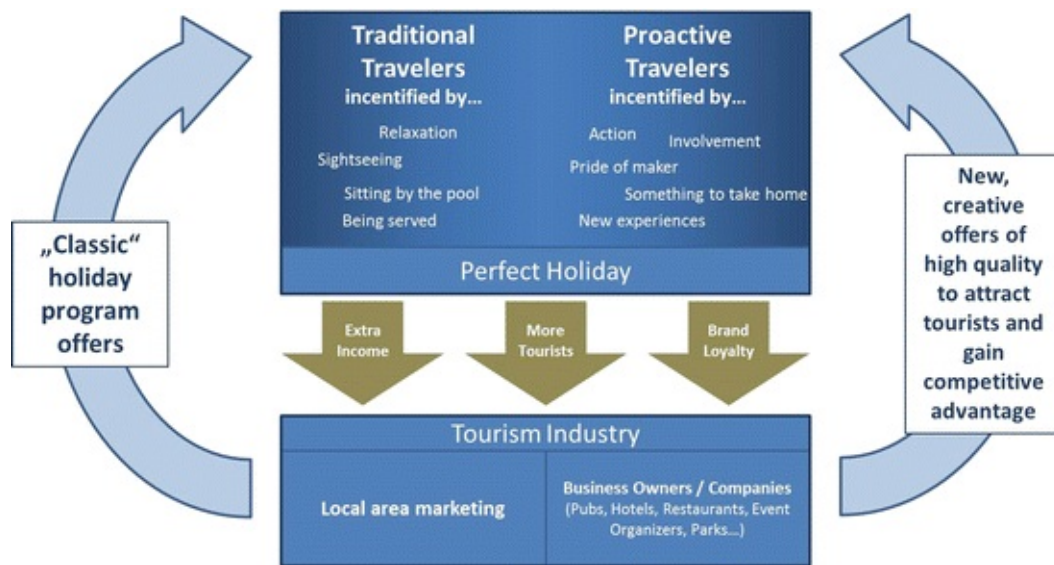 Traditional
Travelers
incentified by...
Relaxation
Sightseeing
Sitting by the pool
Being served
Proactive
Travelers
incentified by...
Action
Involvement
Pride of maker
Something to take home
New experiences
Perfect Holiday
„Classic“
holiday
program
offers
New,
creative
offers of
high quality
to attract
tourists and
gain
competitive
advantage
Extra
Income
More
Tourists
Brand
Loyalty
Tourism Industry
Local area marketing
Business Owners / Companies
(Pubs, Hotels, Restaurants, Event
Organizers, Parks...)